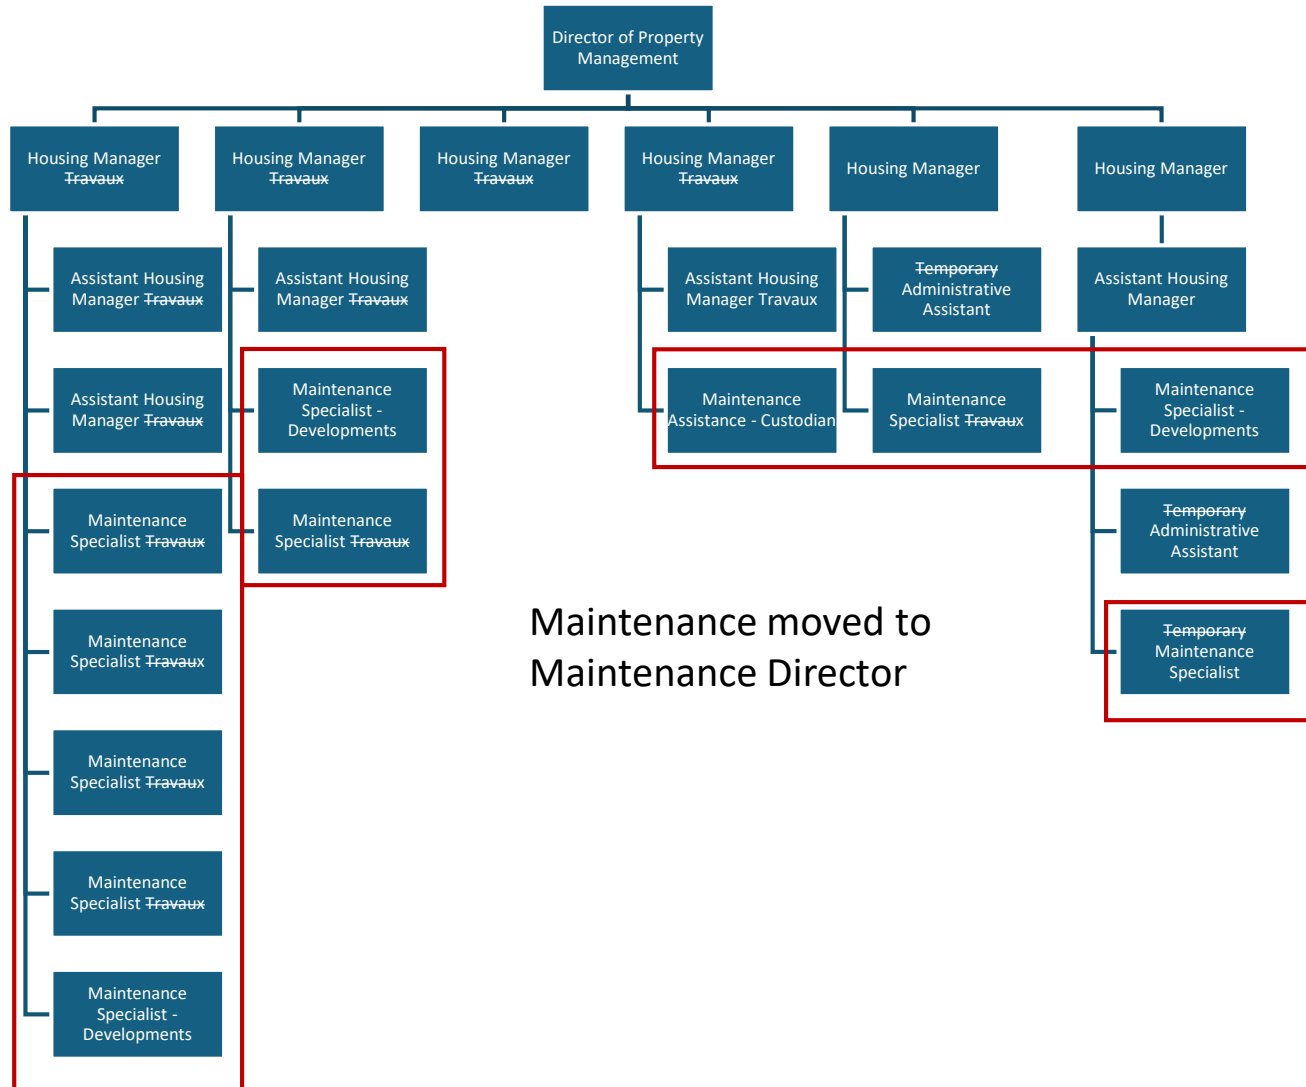 Director of Property
Management
Housing Manager
Travaux
Housing Manager
Travaux
Housing Manager
Travaux
Housing Manager
Travaux
Housing Manager
Housing Manager
Assistant Housing
Manager Travaux
Assistant Housing
Manager Travaux
Assistant Housing
Manager Travaux
Temporary
Administrative
Assistant
Assistant Housing
Manager
Assistant Housing
Manager Travaux
Maintenance
Specialist -
Developments
Maintenance
Assistance - Custodian
Maintenance
Specialist Travaux
Maintenance
Specialist -
Developments
Maintenance
Specialist Travaux
Maintenance
Specialist Travaux
Temporary
Administrative
Assistant
Maintenance
Specialist Travaux
Maintenance moved to
Maintenance Director
Temporary
Maintenance
Specialist
Maintenance
Specialist Travaux
Maintenance
Specialist Travaux
Maintenance
Specialist -
Developments